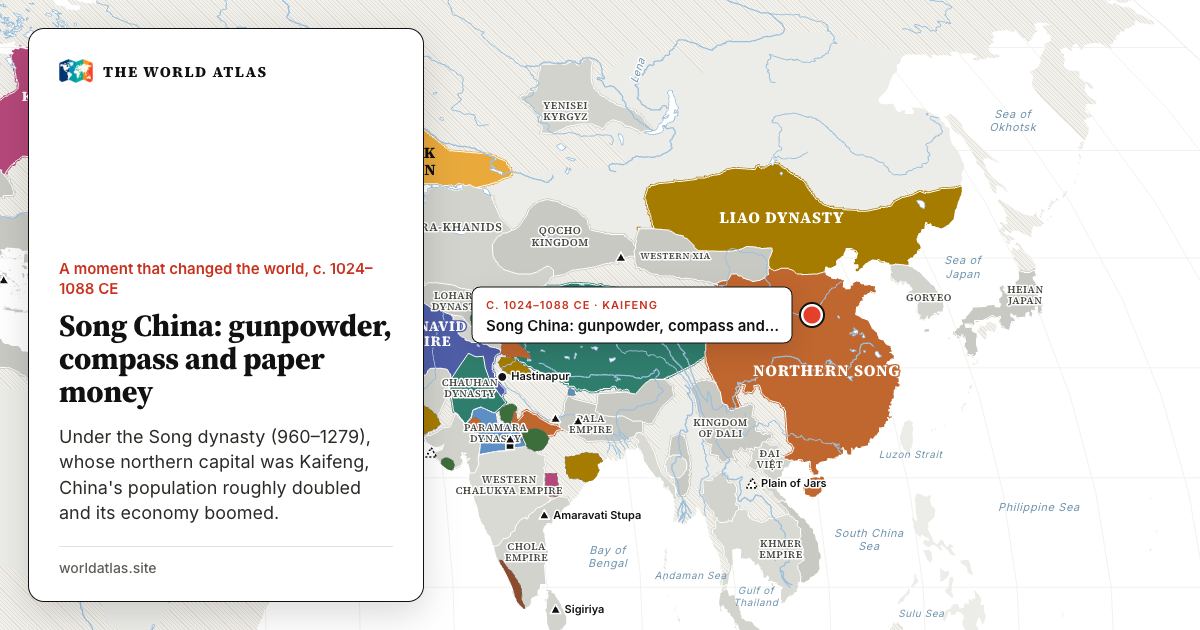 THE WORLD ATLAS
A moment that changed the world, c. 1024–
1088 CE
Song China: gunpowder,
compass and paper
money
Under the Song dynasty (960–1279),
whose northern capital was Kaifeng,
China's population roughly doubled
and its economy boomed.
worldatlas.site
Lena
YENISEI
KYRGYZ
Sea of
Okhotsk
K
K
N
LIAO DYNASTY
RA-KHANIDS
QOCHO
KINGDOM
WESTERN XIA
Sea of
Japan
GORYEO
HEIAN
JAPAN
LOHAR
DYNAST
C. 1024–1088 CE · KAIFENG
Song China: gunpowder, compass and...
NAVID
IRE
NORTHERN SONG
Hastinapur
CHAUHAN
DYNASTY
PARAMARA
DYNASTY
PALA
EMPIRE
KINGDOM
OF DALI
ĐẠI
VIỆT
Luzon Strait
WESTERN
CHALUKYA EMPIRE
Plain of Jars
Amaravati Stupa
Philippine Sea
South China
Sea
CHOLA
EMPIRE
Bay of
Bengal
KHMER
EMPIRE
Andaman Sea
Gulf of
Thailand
Sigiriya
Sulu Sea